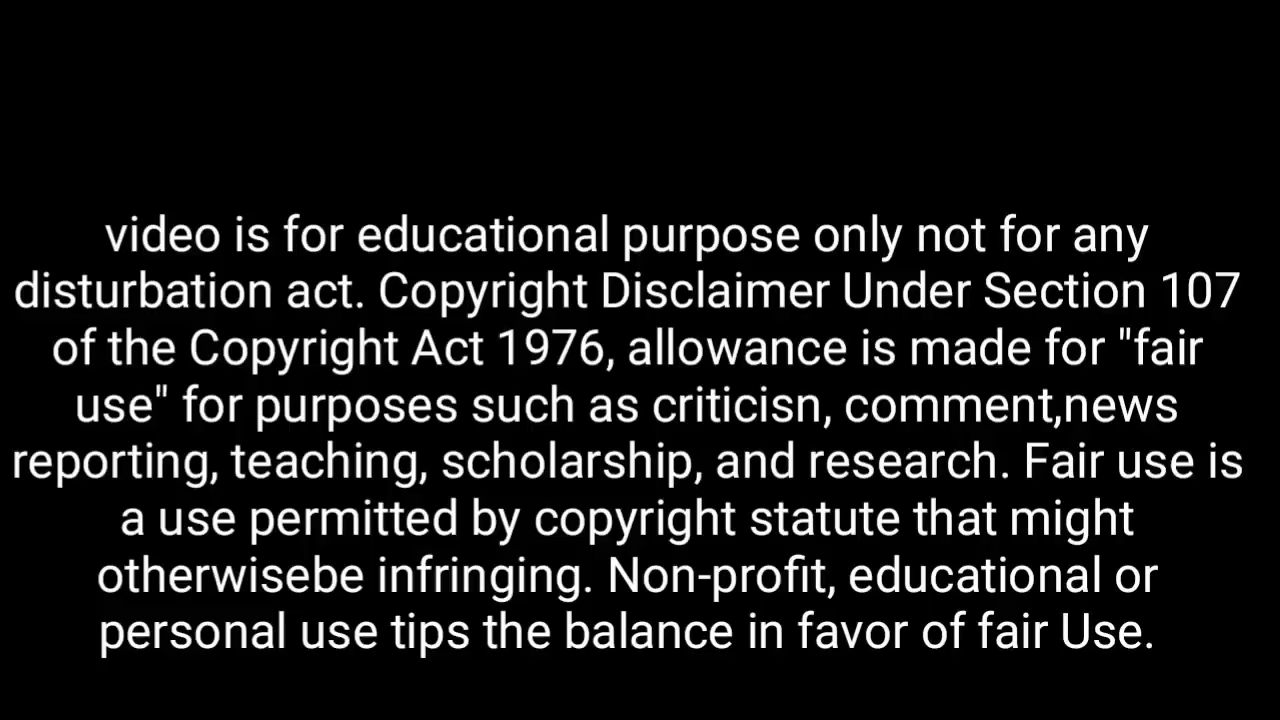 video is for educational purpose only not for any
disturbation act. Copyright Disclaimer Under Section 107
of the Copyright Act 1976, allowance is made for "fair
use" for purposes such as criticisn, comment,news
reporting, teaching, scholarship, and research. Fair use is
a use permitted by copyright statute that might
otherwisebe infringing. Non-profit, educational or
personal use tips the balance in favor of fair Use.